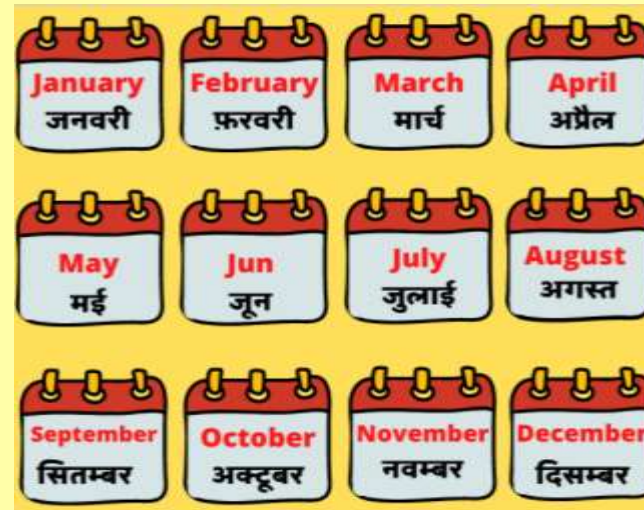 January
जनवरी
February
फ़रवरी
March
मार्च
April
अप्रैल
May
मई
Jun
जून
July
जुलाई
August
अगस्त
September
सितम्बर
October
अक्टूबर
November
नवम्बर
December
दिसम्बर